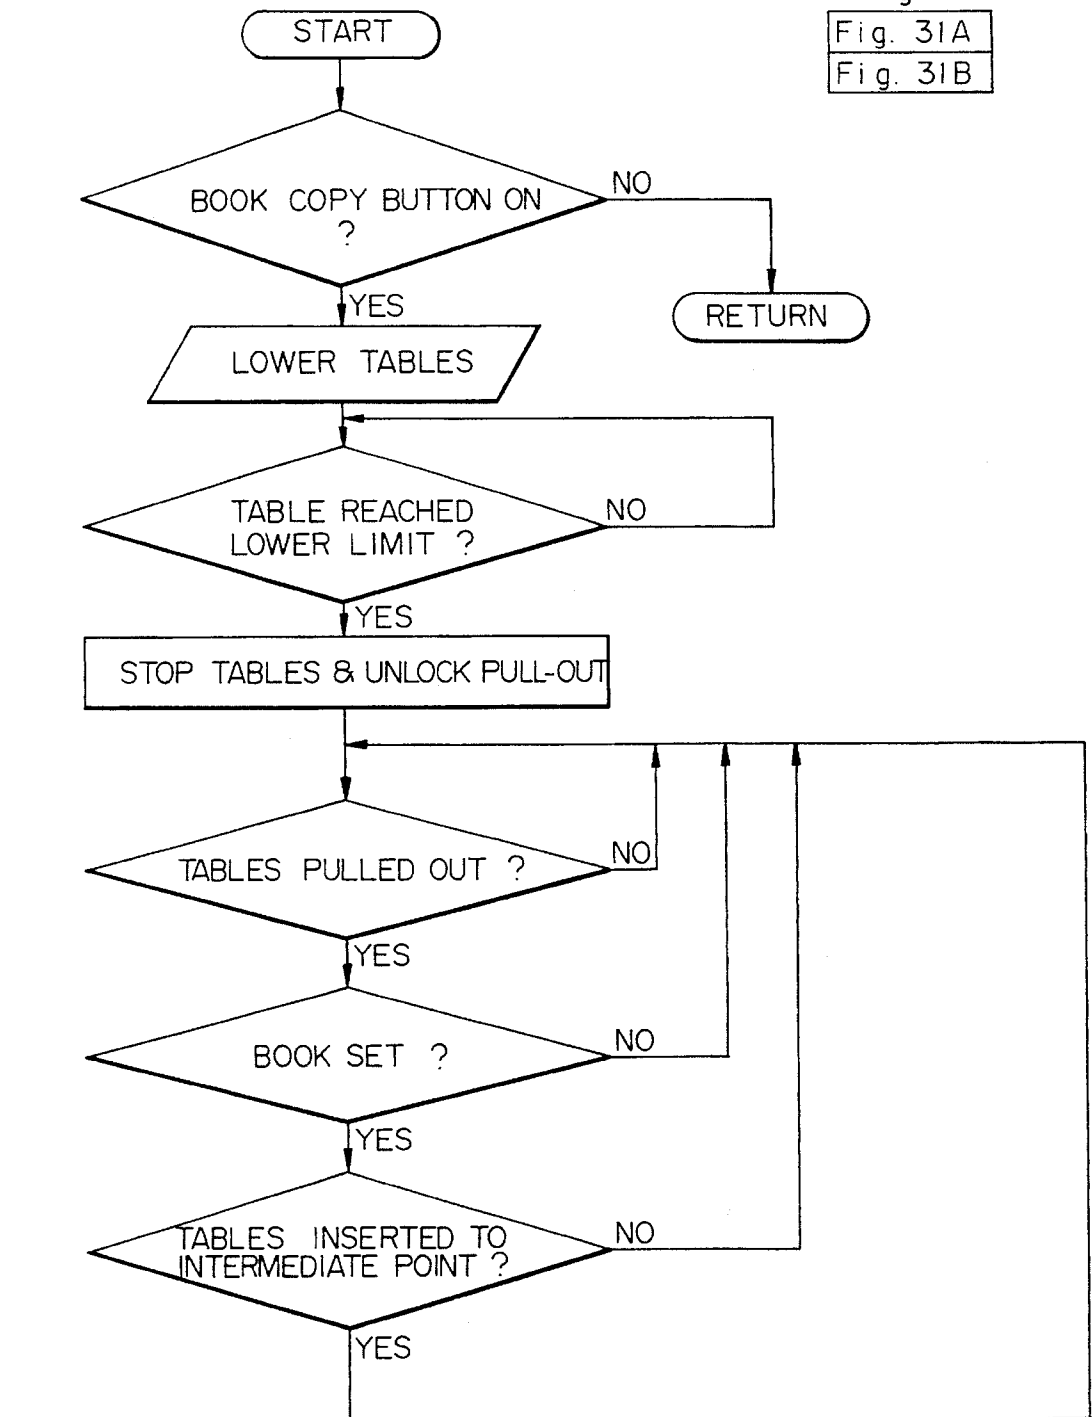 START
Fig. 31A
Fig. 31B
BOOK COPY BUTTON ON
?
NO
YES
RETURN
LOWER TABLES
TABLE REACHED
LOWER LIMIT ?
NO
YES
STOP TABLES & UNLOCK PULL-OUT
TABLES PULLED OUT ?
NO
YES
BOOK SET ?
NO
YES
TABLES INSERTED TO
INTERMEDIATE POINT ?
NO
YES